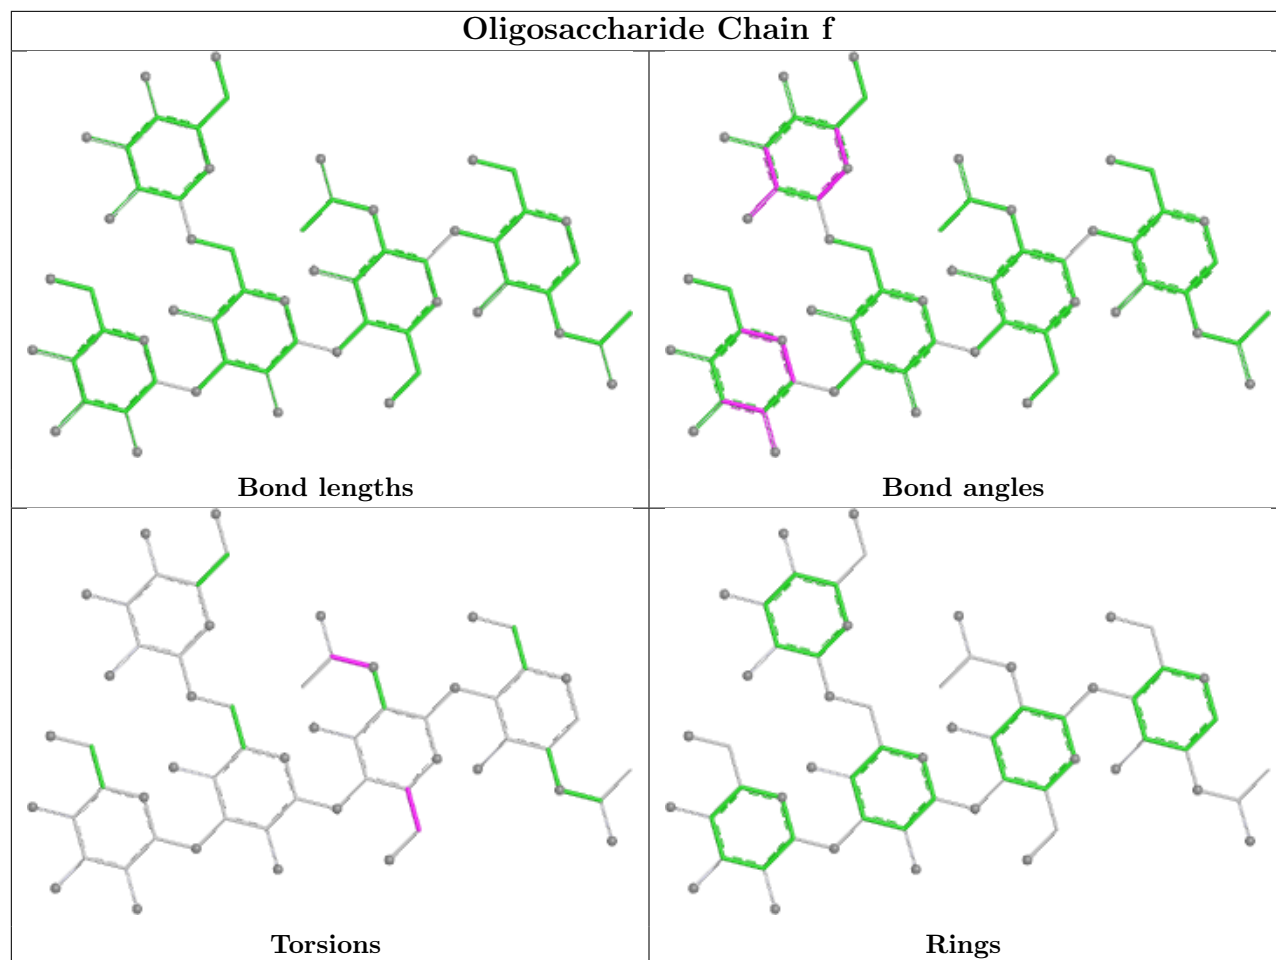 Oligosaccharide Chain f
Bond lengths
Bond angles
Torsions
Rings